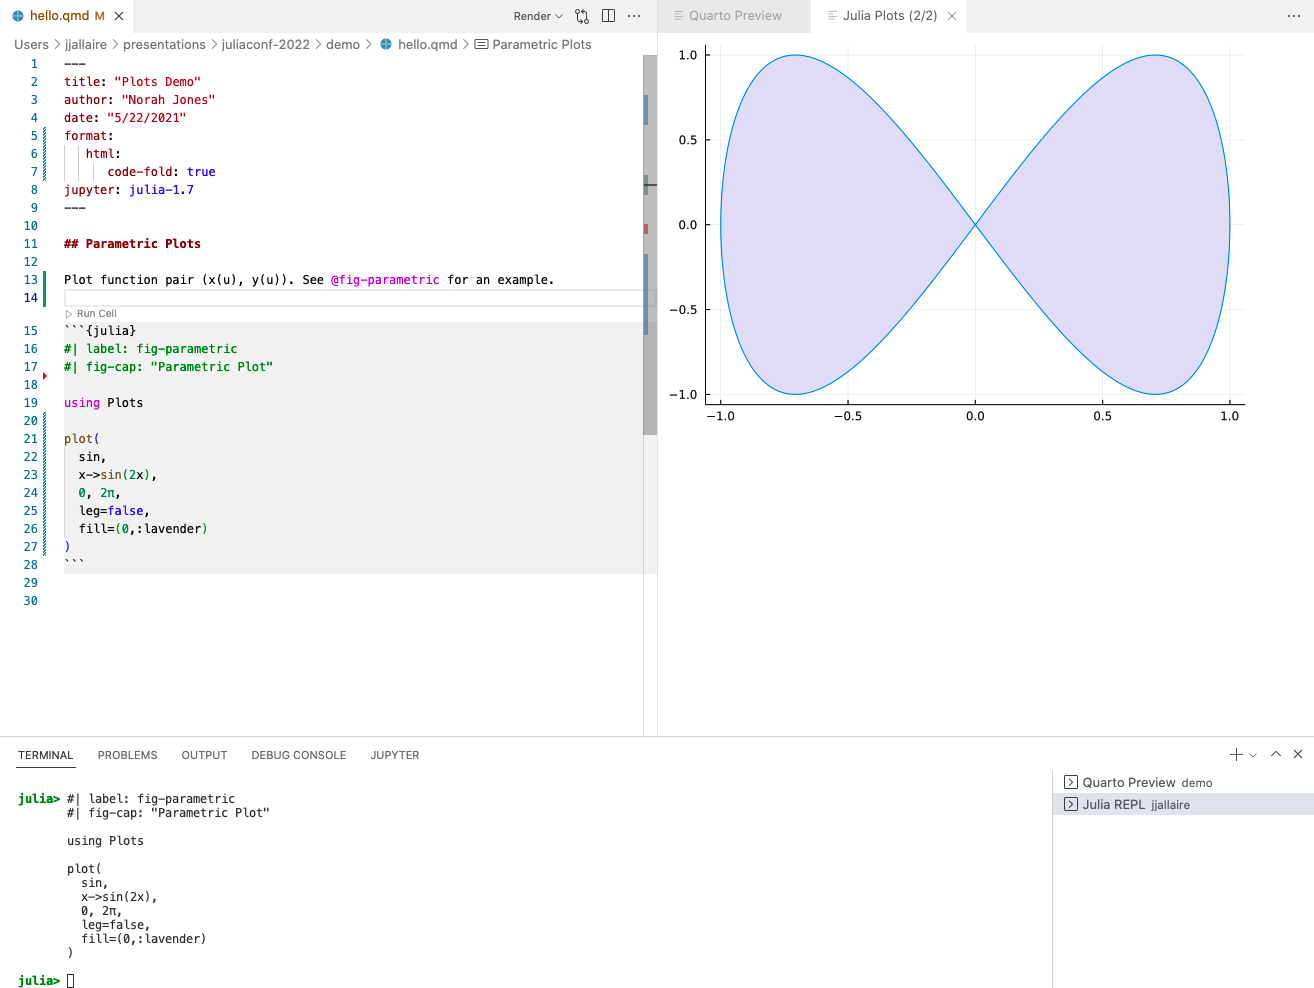 hello.qmd M
Render
Users > jjallaire > presentations > juliaconf-2022 > demo > hello.qmd > Parametric Plots
1 ---
2 title: "Plots Demo"
3 author: "Norah Jones"
4 date: "5/22/2021"
5 format:
6 html:
7 code-fold: true
8 jupyter: julia-1.7
9 ---
10
11 ## Parametric Plots
12
13 Plot function pair (x(u), y(u)). See @fig-parametric for an example.
14
Run Cell
15 ```{julia}
16 #| label: fig-parametric
17 #| fig-cap: "Parametric Plot"
18
19 using Plots
20
21 plot(
22 sin,
23 x->sin(2x),
24 0, 2π,
25 leg=false,
26 fill=(0,:lavender)
27 )
28 ```
29
30
Quarto Preview
Julia Plots (2/2)
1.0
0.5
0.0
−0.5
−1.0
−1.0 −0.5 0.0 0.5 1.0
TERMINAL PROBLEMS OUTPUT DEBUG CONSOLE JUPYTER
julia> #| label: fig-parametric
#| fig-cap: "Parametric Plot"
using Plots
plot(
sin,
x->sin(2x),
0, 2π,
leg=false,
fill=(0,:lavender)
)
julia>
Quarto Preview demo
Julia REPL jjallaire